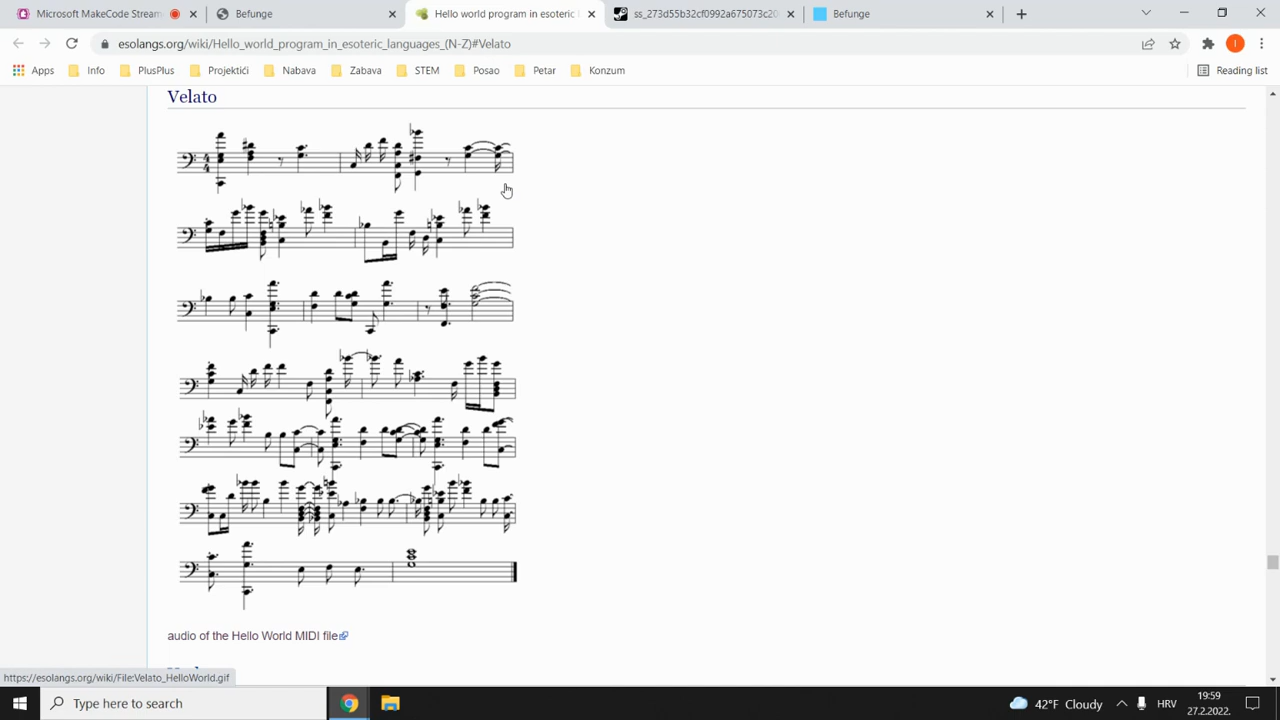 Microsoft MakeCode Stream
Befunge
Hello world program in esoteric l
ss_273d55b32cf0992a675073c20
Befunge
esolangs.org/wiki/Hello_world_program_in_esoteric_languages_(N-Z)#Velato
I
Apps
Info
PlusPlus
Projektići
Nabava
Zabava
STEM
Posao
Petar
Konzum
Reading list
Velato
audio of the Hello World MIDI file
https://esolangs.org/wiki/File:Velato_HelloWorld.gif
Type here to search
42°F Cloudy
HRV
19:59
27.2.2022.